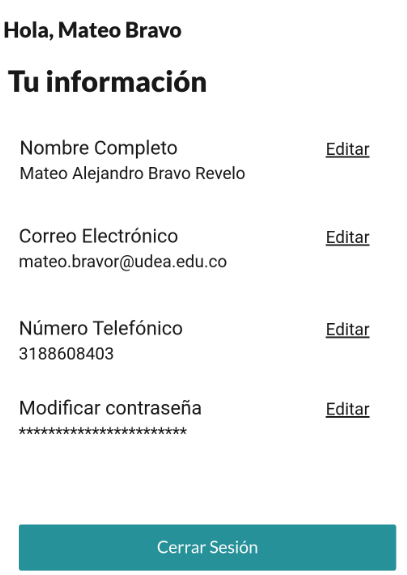 Hola, Mateo Bravo
Tu información
Nombre Completo
Editar
Mateo Alejandro Bravo Revelo
Correo Electrónico
Editar
mateo.bravor@udea.edu.co
Número Telefónico
Editar
3188608403
Modificar contraseña
Editar
***********************
Cerrar Sesión